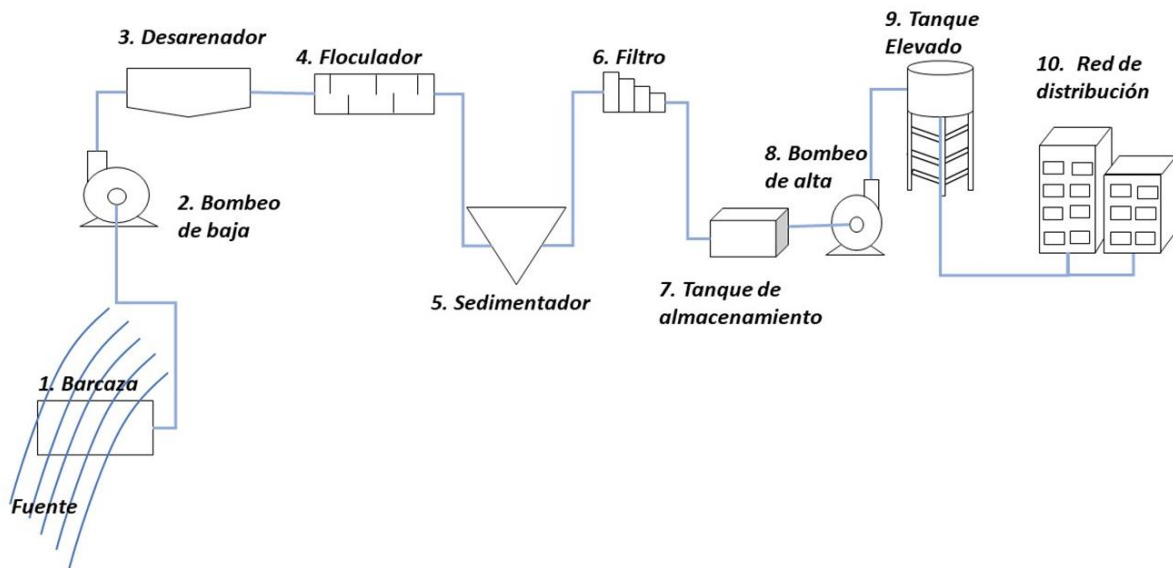 3. Desarenador
4. Floculador
6. Filtro
9. Tanque
Elevado
10. Red de
distribución
8. Bombeo
de alta
2. Bombeo
de baja
5. Sedimentador
7. Tanque de
almacenamiento
1. Barcaza
Fuente